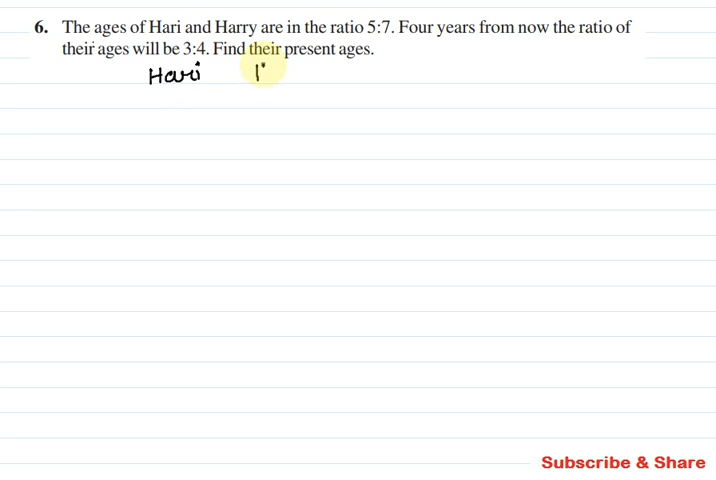 6. The ages of Hari and Harry are in the ratio 5:7. Four years from now the ratio of
their ages will be 3:4. Find their present ages.
Hari
Subscribe & Share